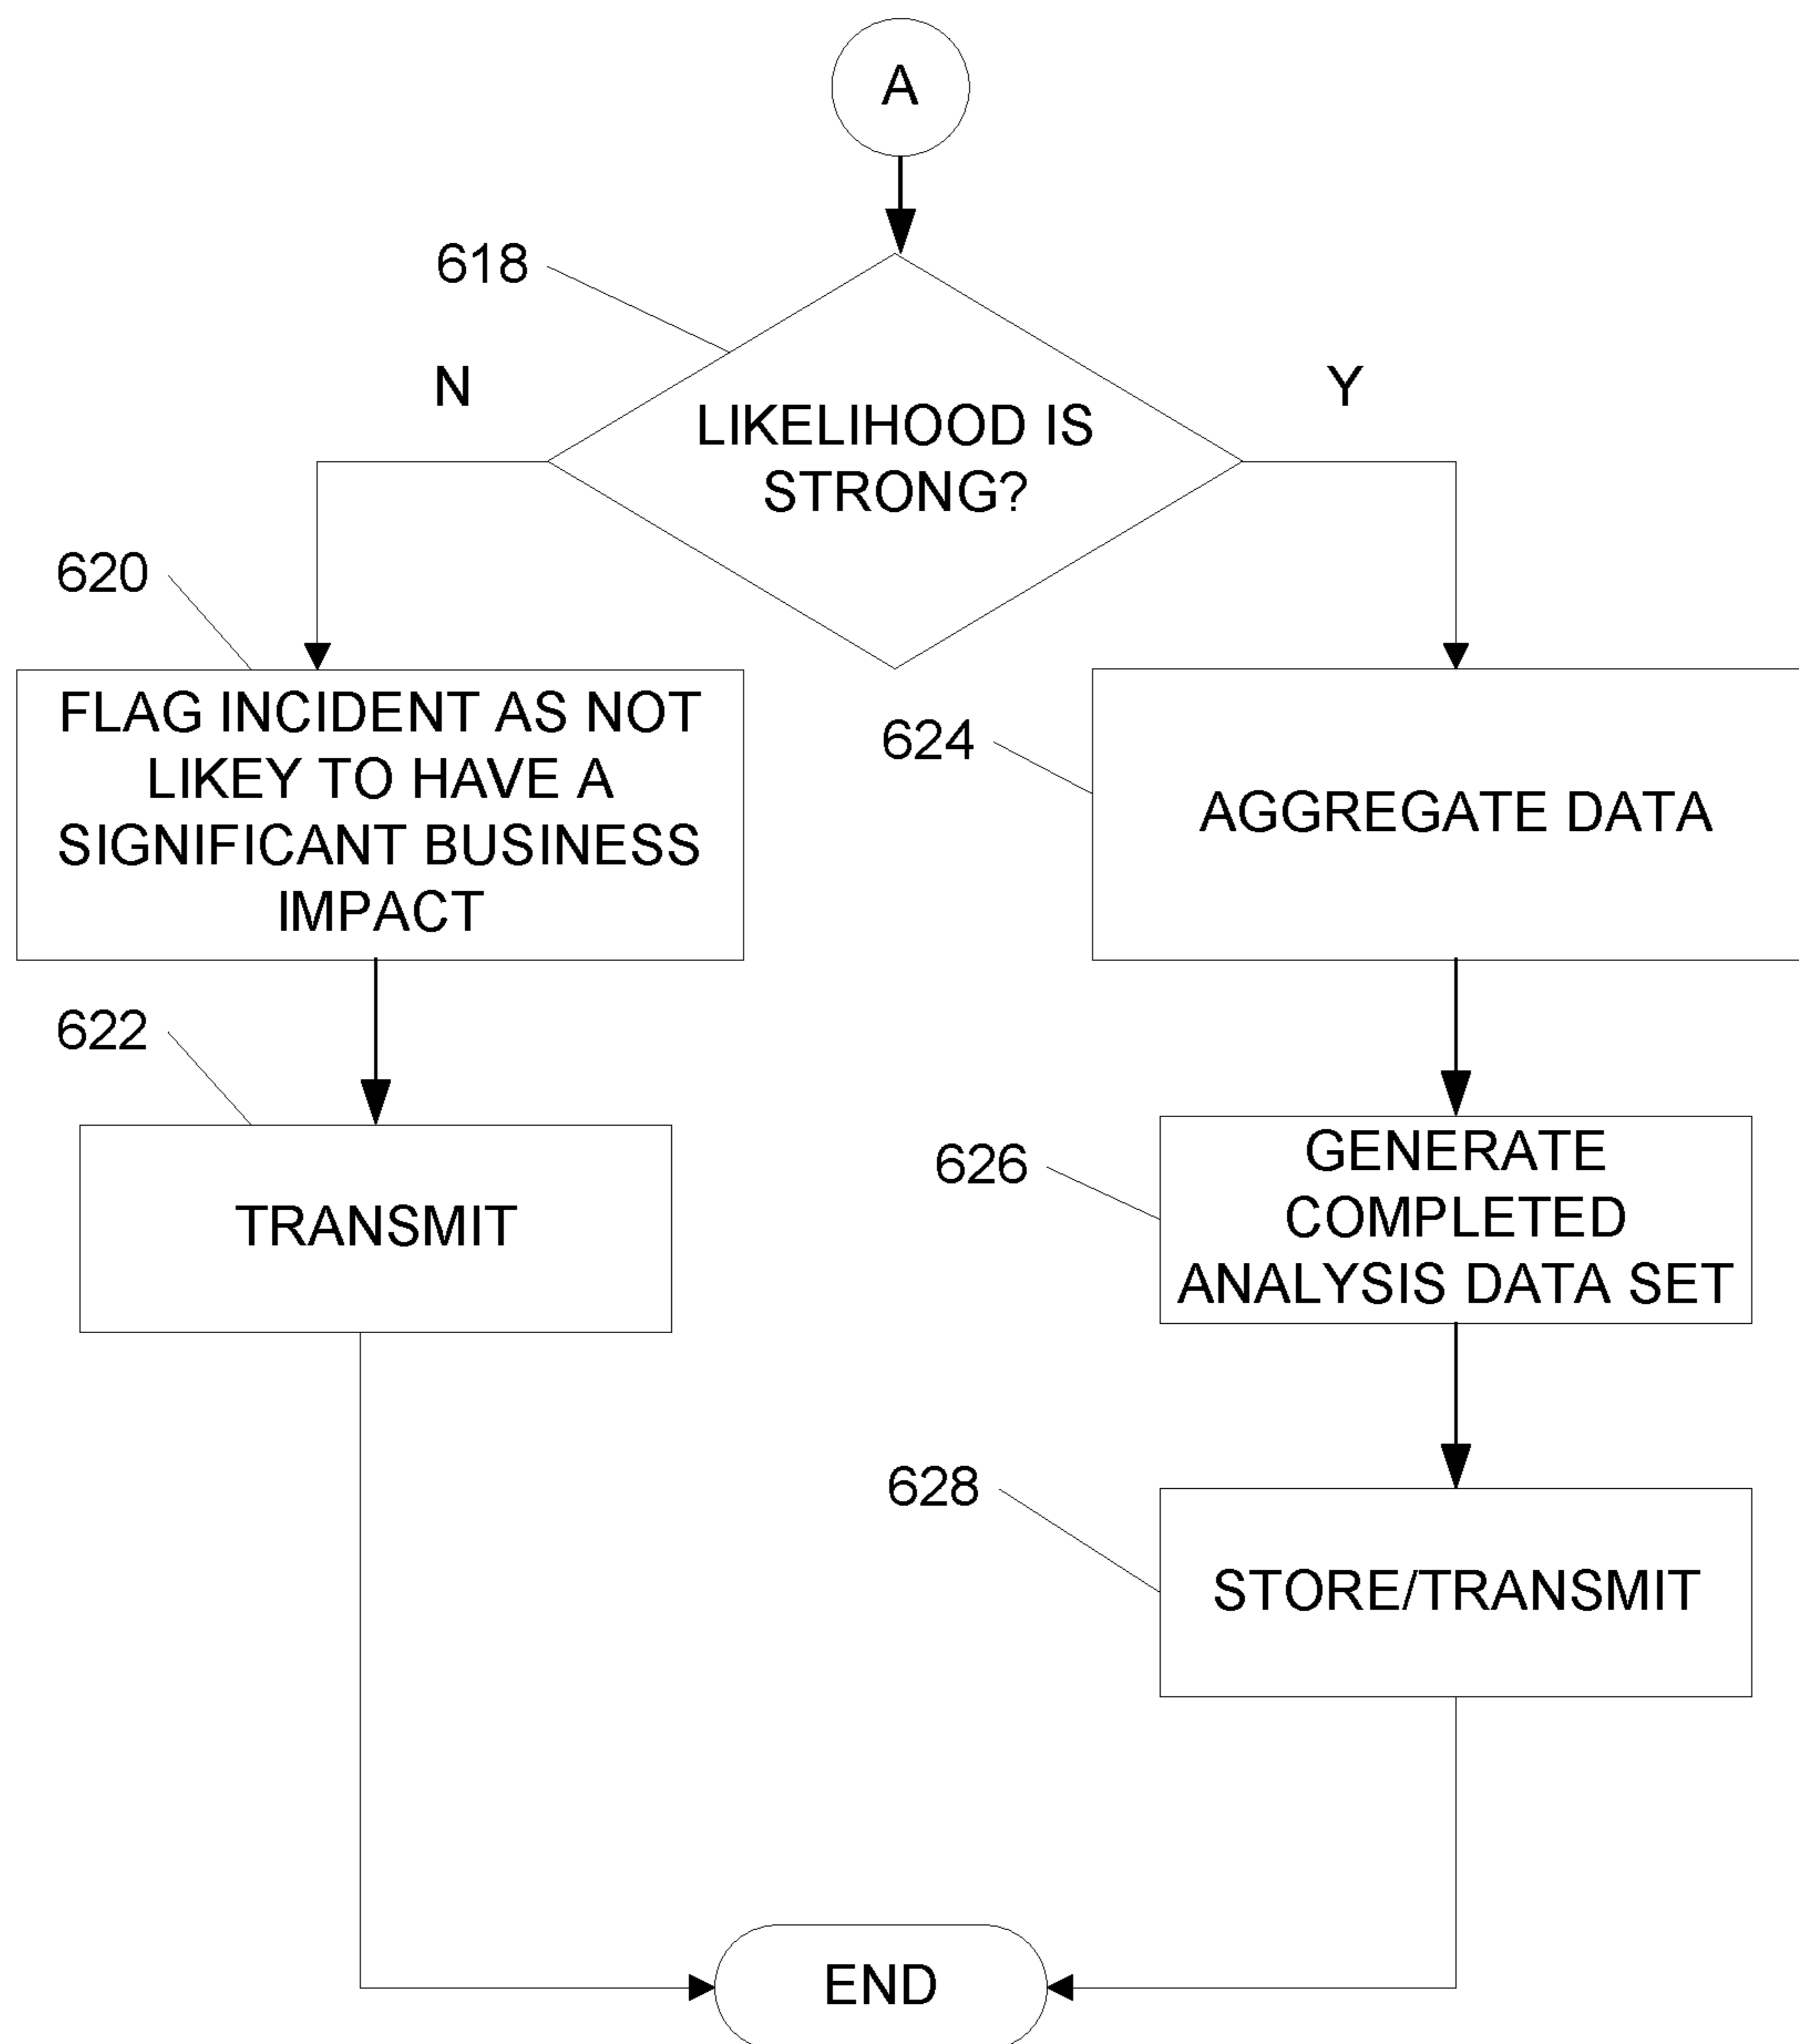 A
618
N
Y
LIKELIHOOD IS
STRONG?
620
FLAG INCIDENT AS NOT
LIKEY TO HAVE A
SIGNIFICANT BUSINESS
IMPACT
624
AGGREGATE DATA
622
TRANSMIT
626
GENERATE
COMPLETED
ANALYSIS DATA SET
628
STORE/TRANSMIT
END